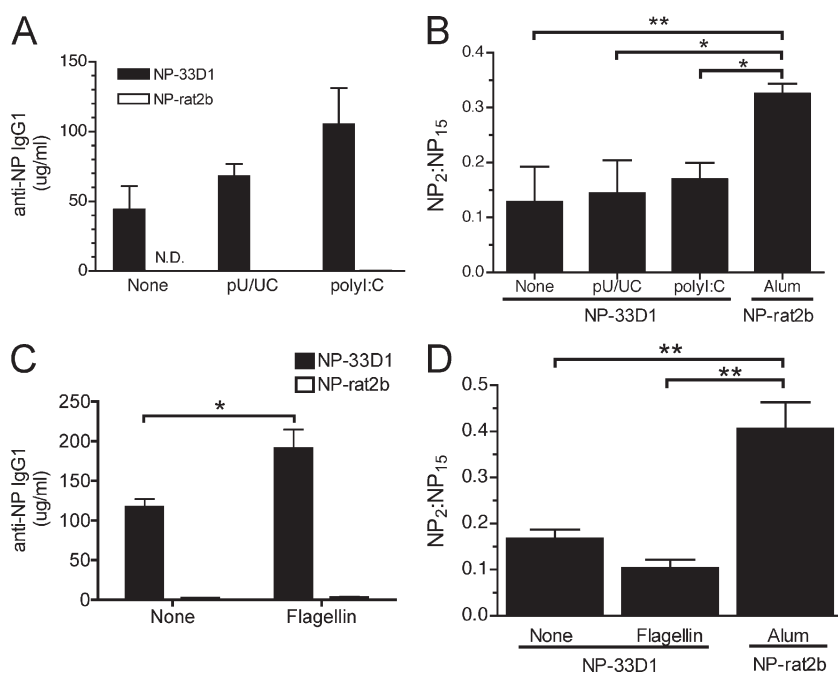 A
150
100
50
0
anti-NP IgG1
(ug/ml)
NP-33D1
NP-rat2b
N.D.
None pU/UC polyI:C
B
** 
*
*
0.4
0.3
0.2
0.1
0.0
NP2:NP15
None pU/UC polyI:C Alum
NP-33D1 NP-rat2b
C
NP-33D1
NP-rat2b
250
200
150
100
50
0
anti-NP IgG1
(ug/ml)
*
None Flagellin
D
**
**
0.5
0.4
0.3
0.2
0.1
0.0
NP2:NP15
None Flagellin Alum
NP-33D1 NP-rat2b